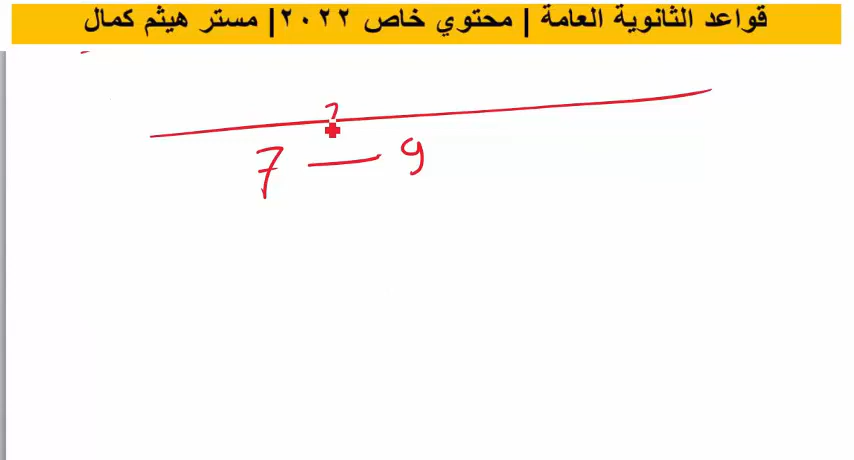 قواعد الثانوية العامة | محتوي خاص ٢٠٢٢| مستر هيثم كمال
7 — 9